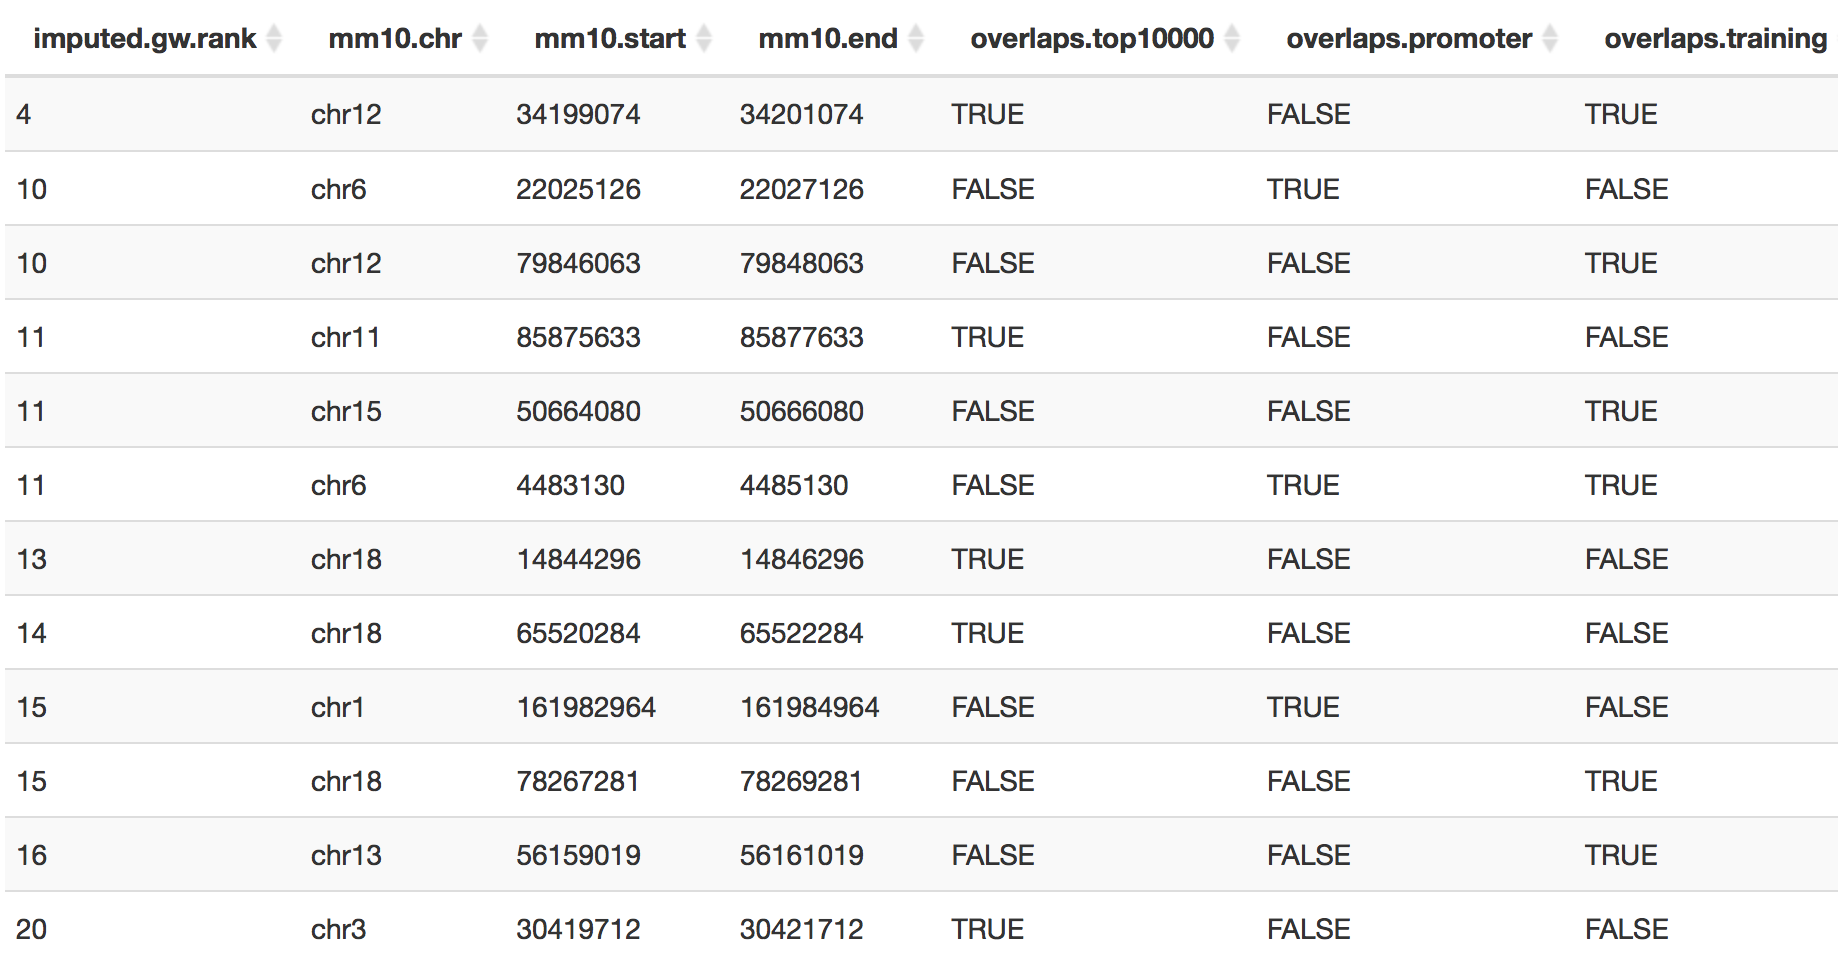 imputed.gw.rank mm10.chr mm10.start mm10.end overlaps.top10000 overlaps.promoter overlaps.training
4 chr12 34199074 34201074 TRUE FALSE TRUE
10 chr6 22025126 22027126 FALSE TRUE FALSE
10 chr12 79846063 79848063 FALSE FALSE TRUE
11 chr11 85875633 85877633 TRUE FALSE FALSE
11 chr15 50664080 50666080 FALSE FALSE TRUE
11 chr6 4483130 4485130 FALSE TRUE TRUE
13 chr18 14844296 14846296 TRUE FALSE FALSE
14 chr18 65520284 65522284 TRUE FALSE FALSE
15 chr1 161982964 161984964 FALSE TRUE FALSE
15 chr18 78267281 78269281 FALSE FALSE TRUE
16 chr13 56159019 56161019 FALSE FALSE TRUE
20 chr3 30419712 30421712 TRUE FALSE FALSE